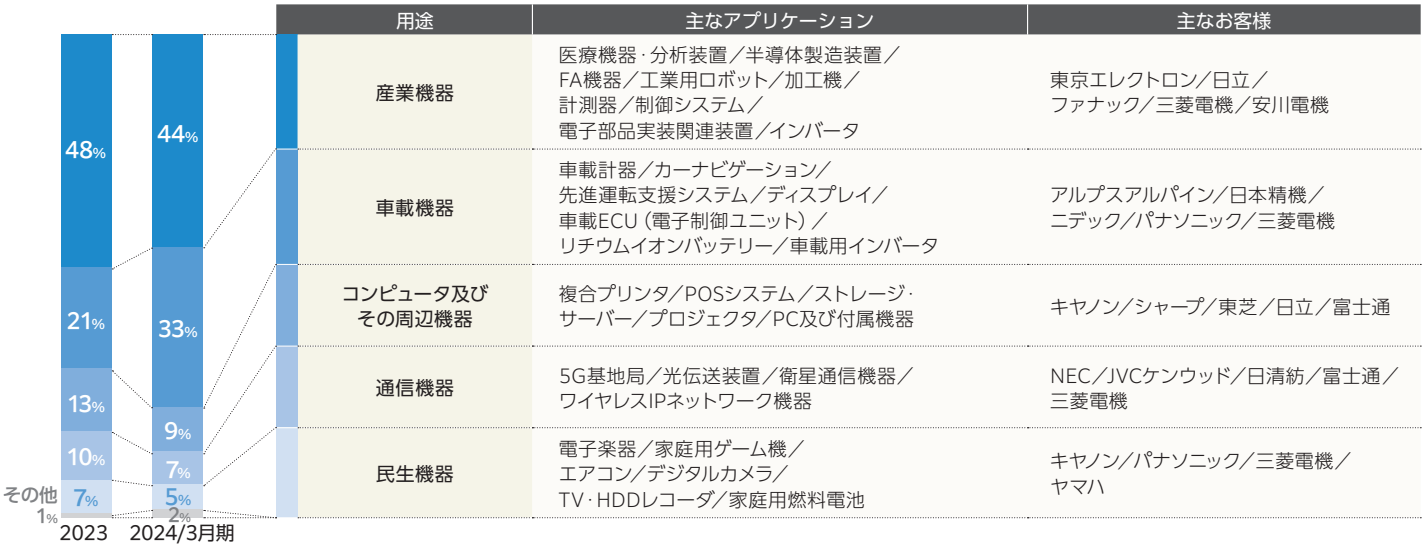 用途
主なアプリケーション
主なお客様
48%
21%
13%
10%
7%
その他
1%
2023
44%
33%
9%
7%
5%
2%
2024/3月期
産業機器
医療機器・分析装置／半導体製造装置／
FA機器／工業用ロボット／加工機／
計測器／制御システム／
電子部品実装関連装置／インバータ
東京エレクトロン／日立／
ファナック／三菱電機／安川電機
車載機器
車載計器／カーナビゲーション／
先進運転支援システム／ディスプレイ／
車載ECU（電子制御ユニット）／
リチウムイオンバッテリー／車載用インバータ
アルプスアルパイン／日本精機／
ニデック／パナソニック／三菱電機
コンピュータ及び
その周辺機器
複合プリンタ／POSシステム／ストレージ・
サーバー／プロジェクタ／PC及び付属機器
キヤノン／シャープ／東芝／日立／富士通
通信機器
5G基地局／光伝送装置／衛星通信機器／
ワイヤレスIPネットワーク機器
NEC／JVCケンウッド／日清紡／富士通／
三菱電機
民生機器
電子楽器／家庭用ゲーム機／
エアコン／デジタルカメラ／
TV・HDDレコーダ／家庭用燃料電池
キヤノン／パナソニック／三菱電機／
ヤマハ